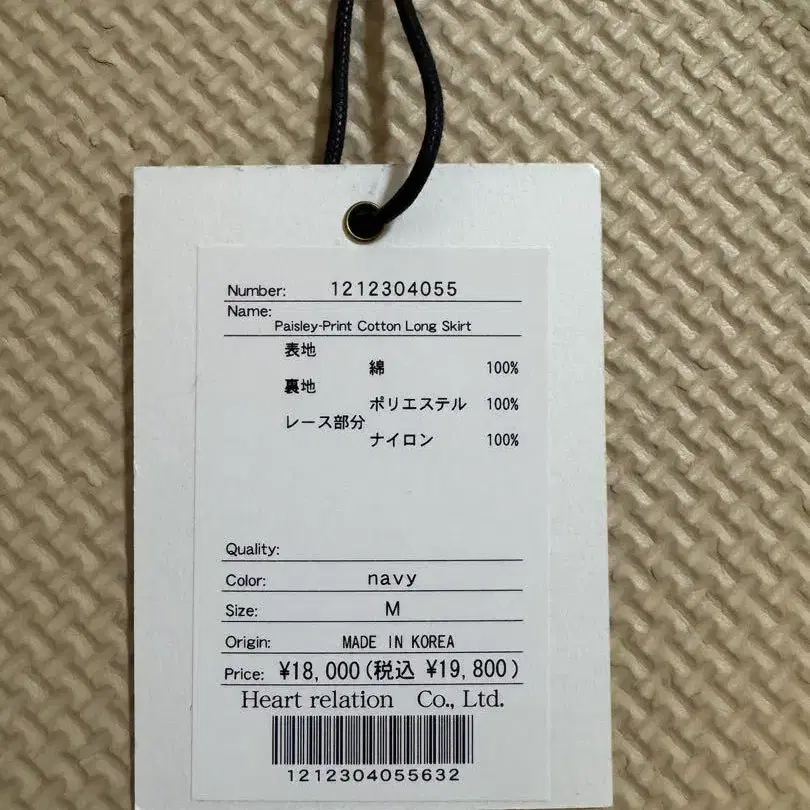 Number: 1212304055
Name:
Paisley-Print Cotton Long Skirt
表地
綿 100%
裏地
ポリエステル 100%
レース部分
ナイロン 100%
Quality:
Color: navy
Size: M
Origin: MADE IN KOREA
Price: ¥18,000(税込 ¥19,800)
Heart relation Co., Ltd.
1212304055632